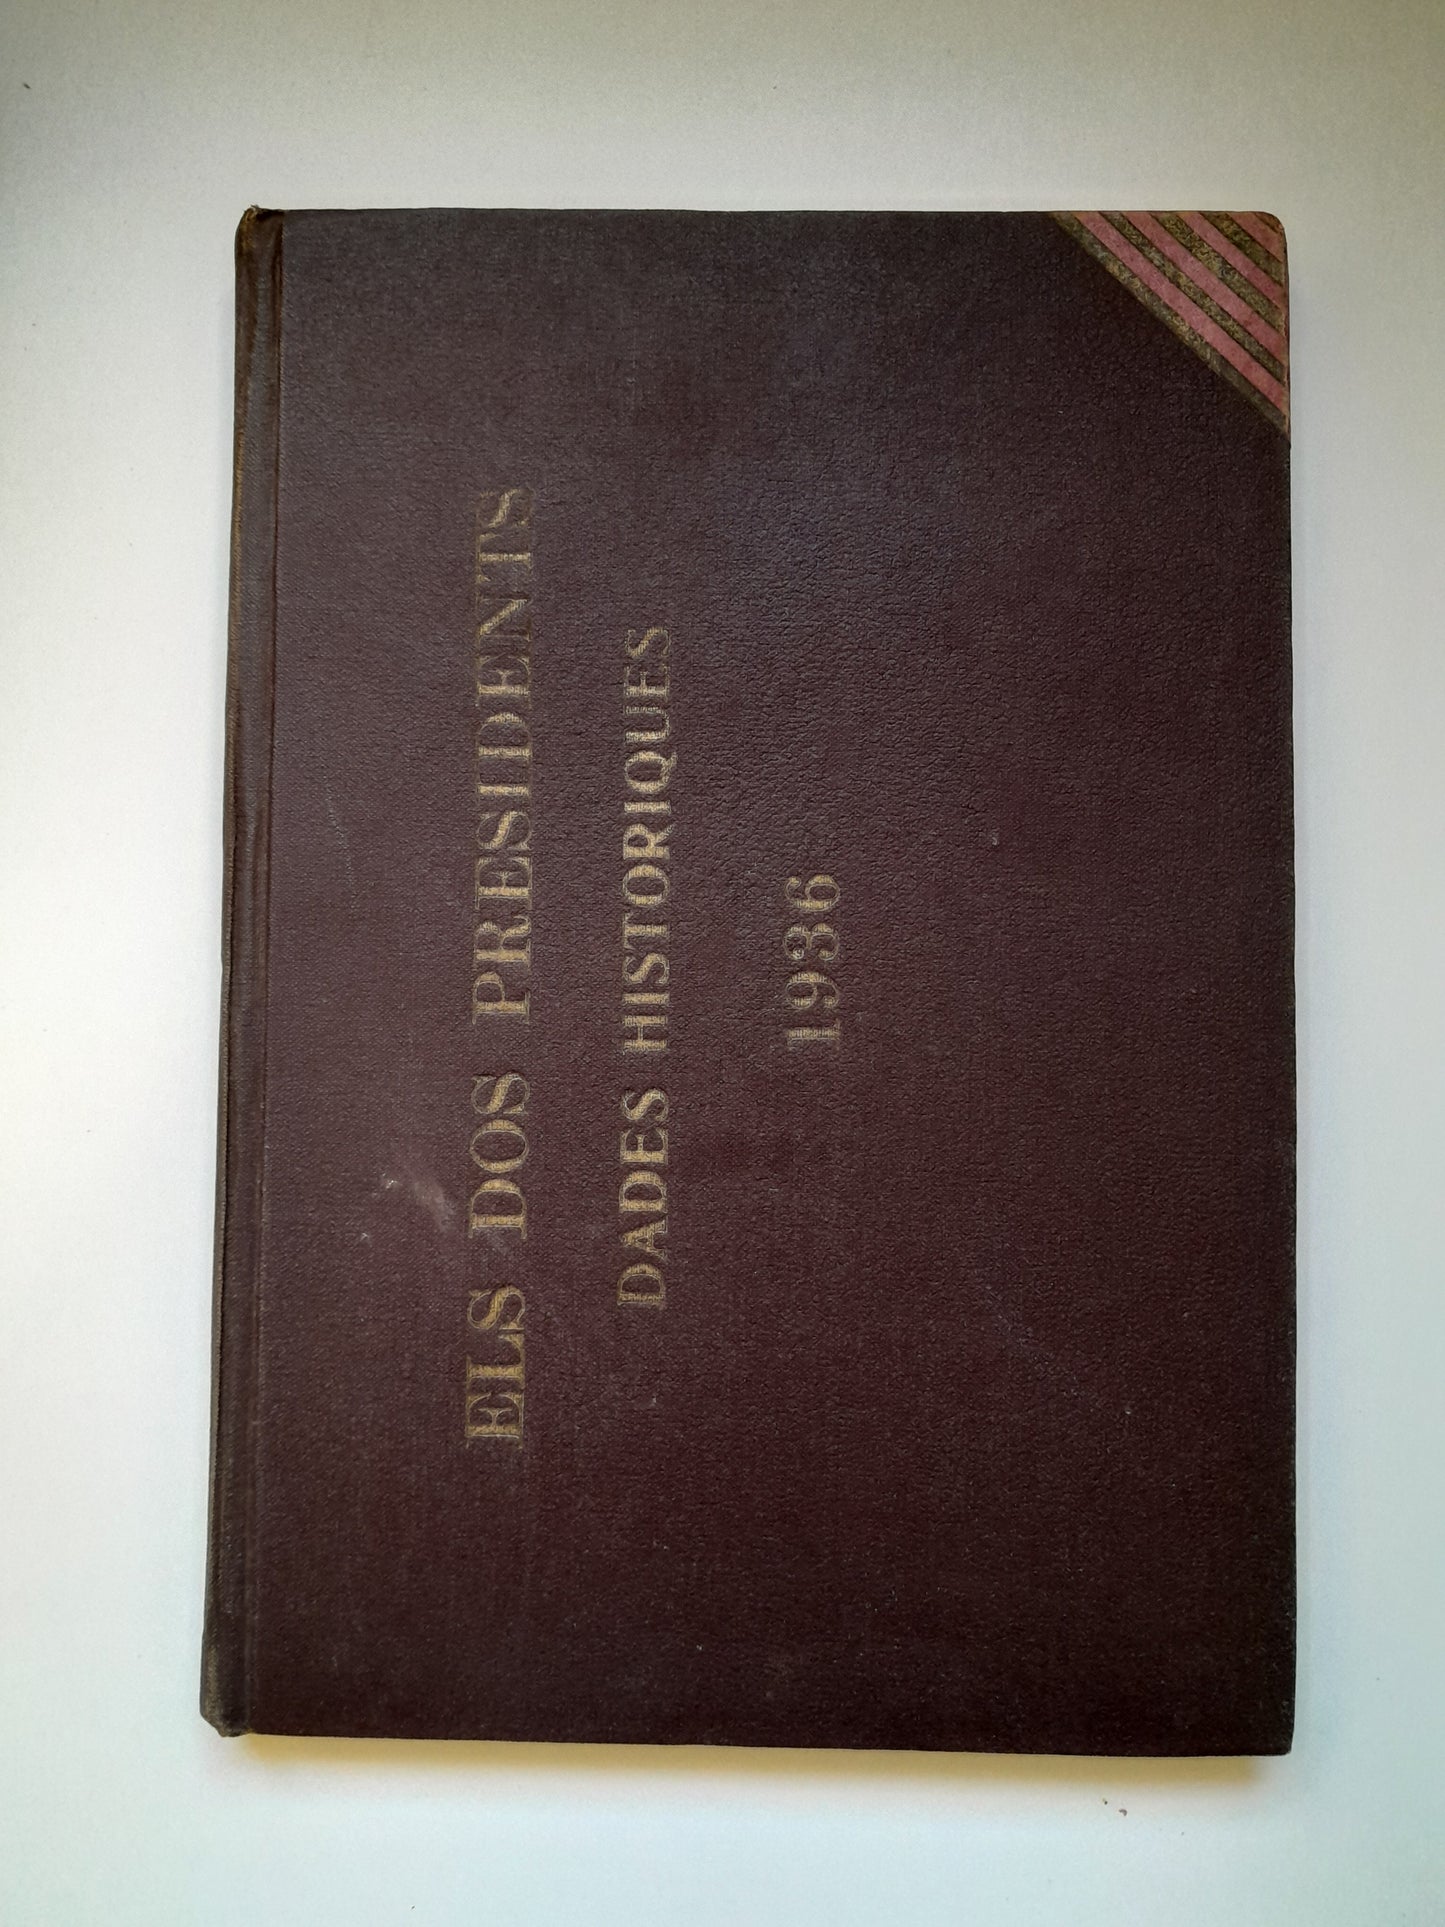 ELS DOS PRESIDENTS
DADES HISTORIQUES
1936